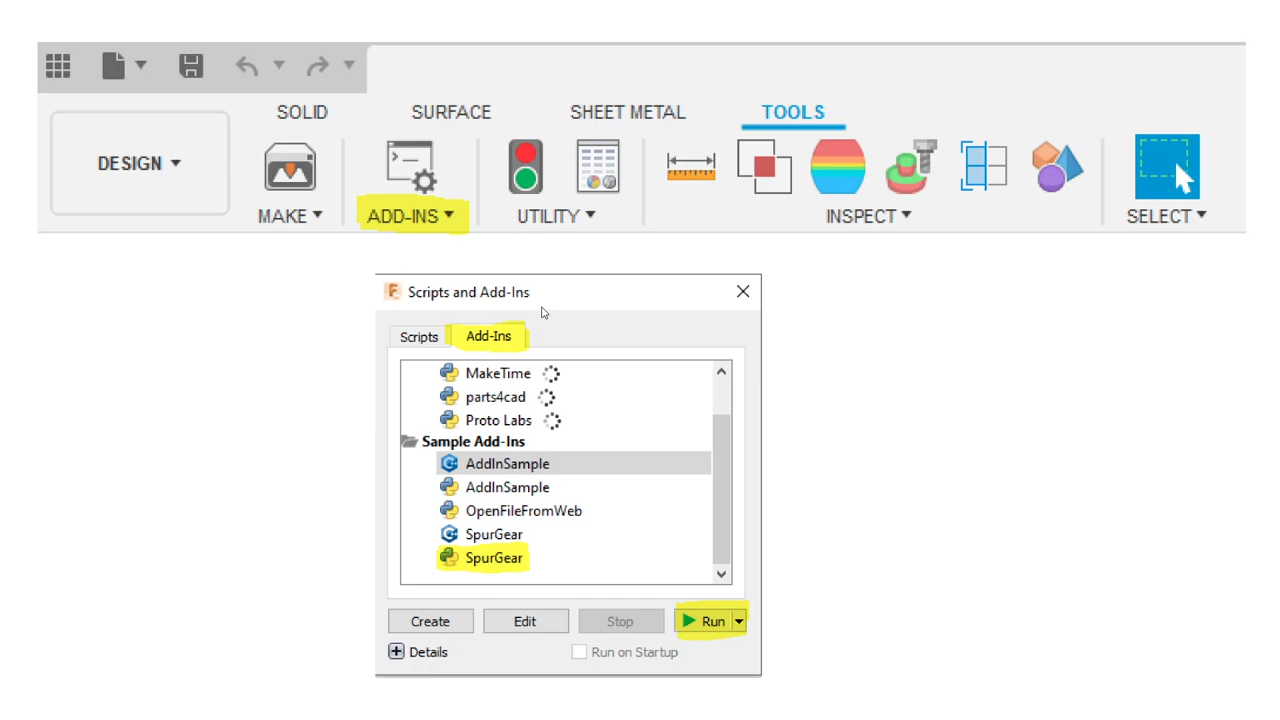 SOLID SURFACE SHEET METAL TOOLS
DESIGN
MAKE ADD-INS UTILITY INSPECT SELECT
F Scripts and Add-Ins
Scripts Add-Ins
MakeTime
parts4cad
Proto Labs
Sample Add-Ins
AddInSample
AddInSample
OpenFileFromWeb
SpurGear
SpurGear
Create Edit Stop Run
Details Run on Startup